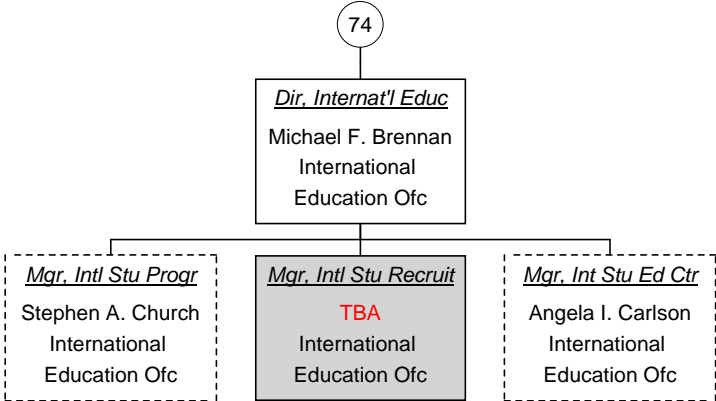 74
Dir, Internat'l Educ
Michael F. Brennan
International
Education Ofc
Mgr, Intl Stu Progr
Stephen A. Church
International
Education Ofc
Mgr, Intl Stu Recruit
TBA
International
Education Ofc
Mgr, Int Stu Ed Ctr
Angela I. Carlson
International
Education Ofc